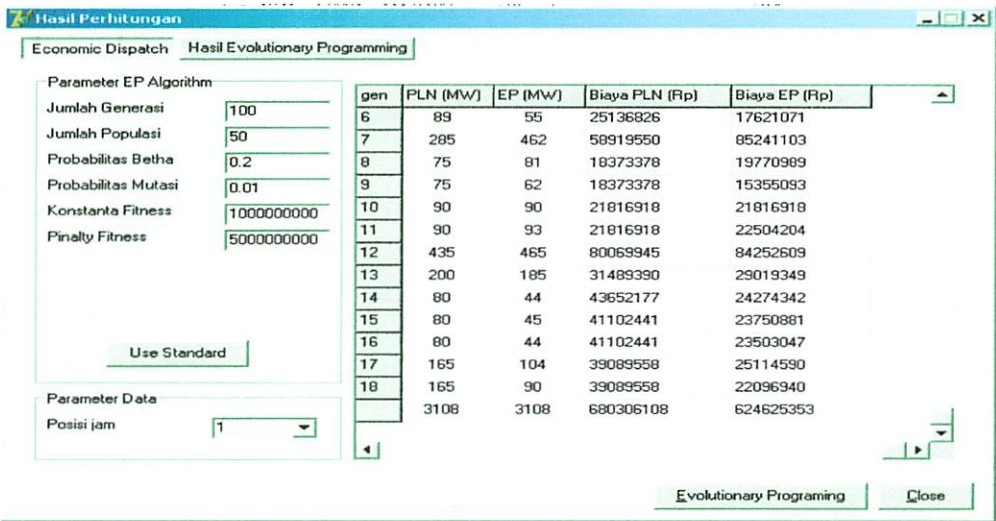 Hasil Perhitungan
Economic Dispatch Hasil Evolutionary Programming
Parameter EP Algorithm
Jumlah Generasi 100
Jumlah Populasi 50
Probabilitas Betha 0.2
Probabilitas Mutasi 0.01
Konstanta Fitness 1000000000
Pinalty Fitness 5000000000
Use Standard
Parameter Data
Posisi jam 1
gen PLN (MW) EP (MW) Biaya PLN (Rp) Biaya EP (Rp)
6 89 55 25136826 17621071
7 285 462 58919550 85241103
8 75 81 18373378 19770989
9 75 62 18373378 15355093
10 90 90 21816918 21816918
11 90 93 21816918 22504204
12 435 465 80069945 84252609
13 200 185 31489390 29019349
14 80 44 43652177 24274342
15 80 45 41102441 23750881
16 80 44 41102441 23503047
17 165 104 39089558 25114590
18 165 90 39089558 22096940
3108 3108 680306108 624625353
Evolutionary Programing Close